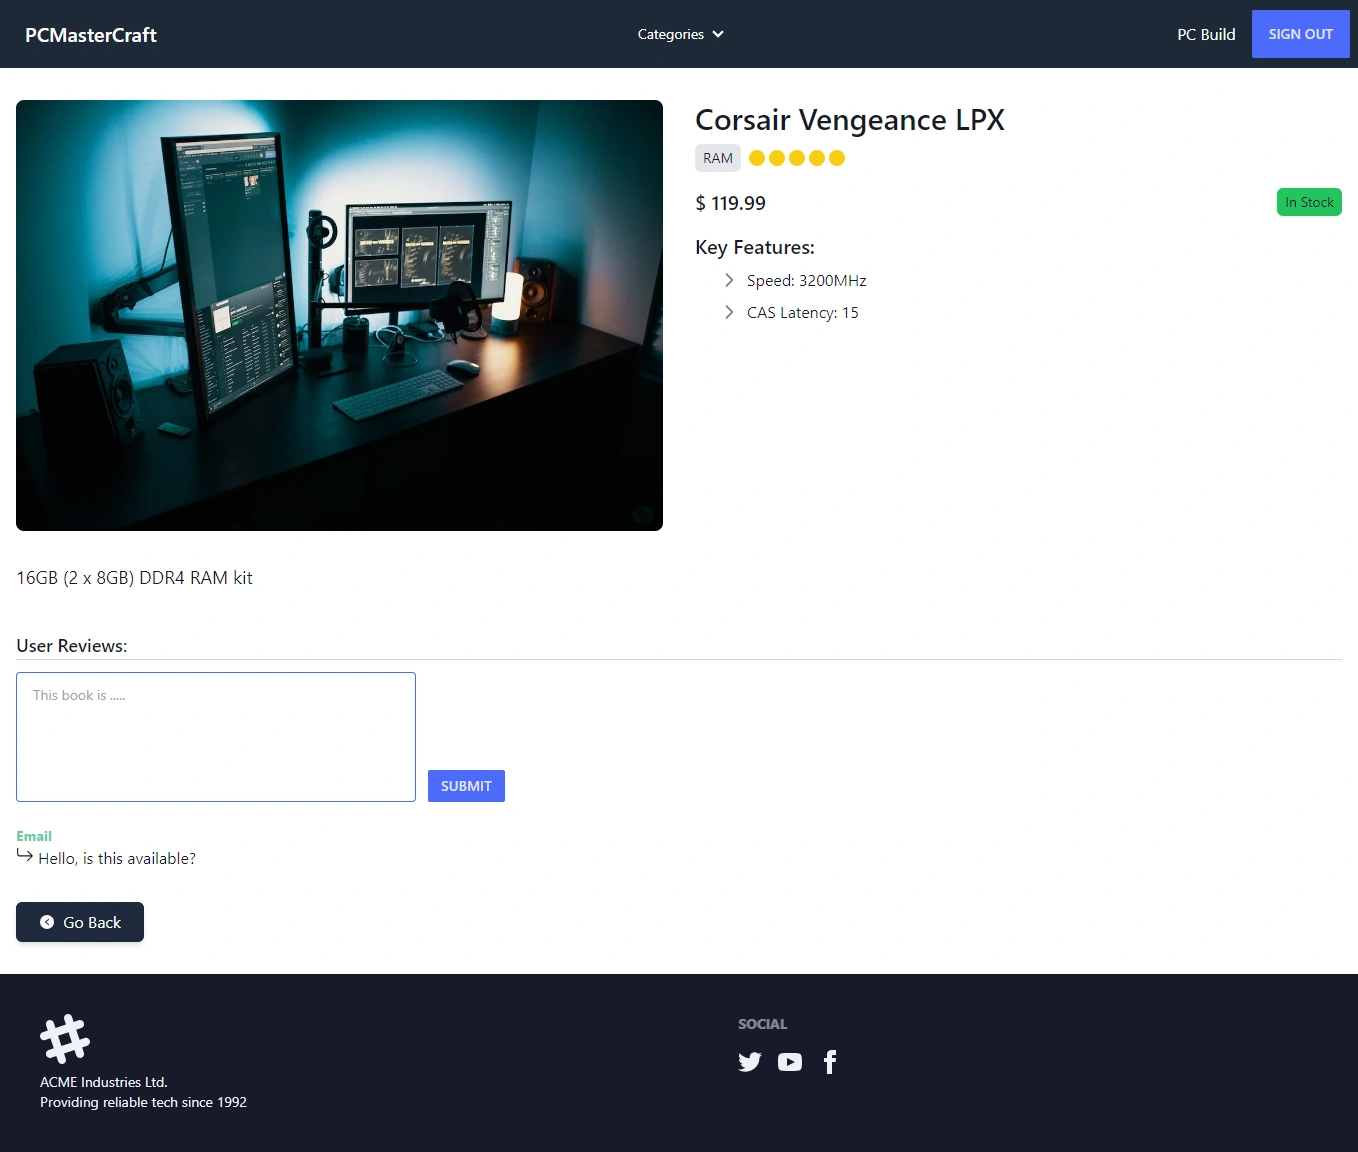 PCMasterCraft
Categories
PC Build
SIGN OUT
Corsair Vengeance LPX
RAM
$ 119.99
In Stock
Key Features:
Speed: 3200MHz
CAS Latency: 15
16GB (2 x 8GB) DDR4 RAM kit
User Reviews:
This book is .....
SUBMIT
Email
Hello, is this available?
Go Back
ACME Industries Ltd.
Providing reliable tech since 1992
SOCIAL